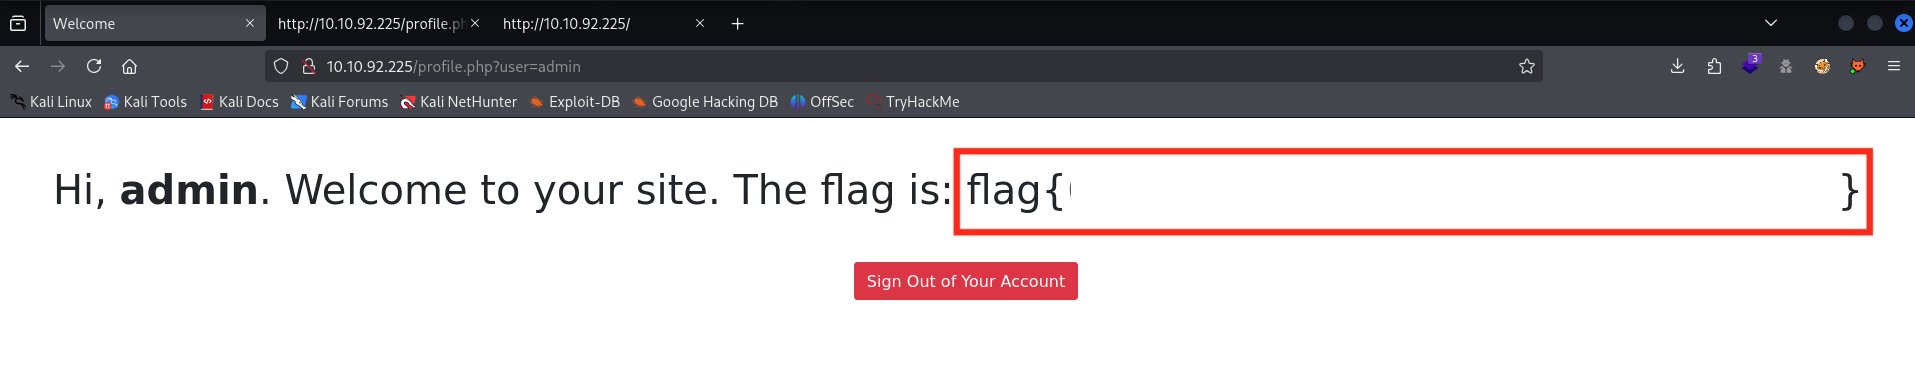 Welcome http://10.10.92.225/profile.ph http://10.10.92.225/
10.10.92.225/profile.php?user=admin 3
Kali Linux Kali Tools Kali Docs Kali Forums Kali NetHunter Exploit-DB Google Hacking DB OffSec TryHackMe
Hi, admin. Welcome to your site. The flag is: flag{ }
Sign Out of Your Account